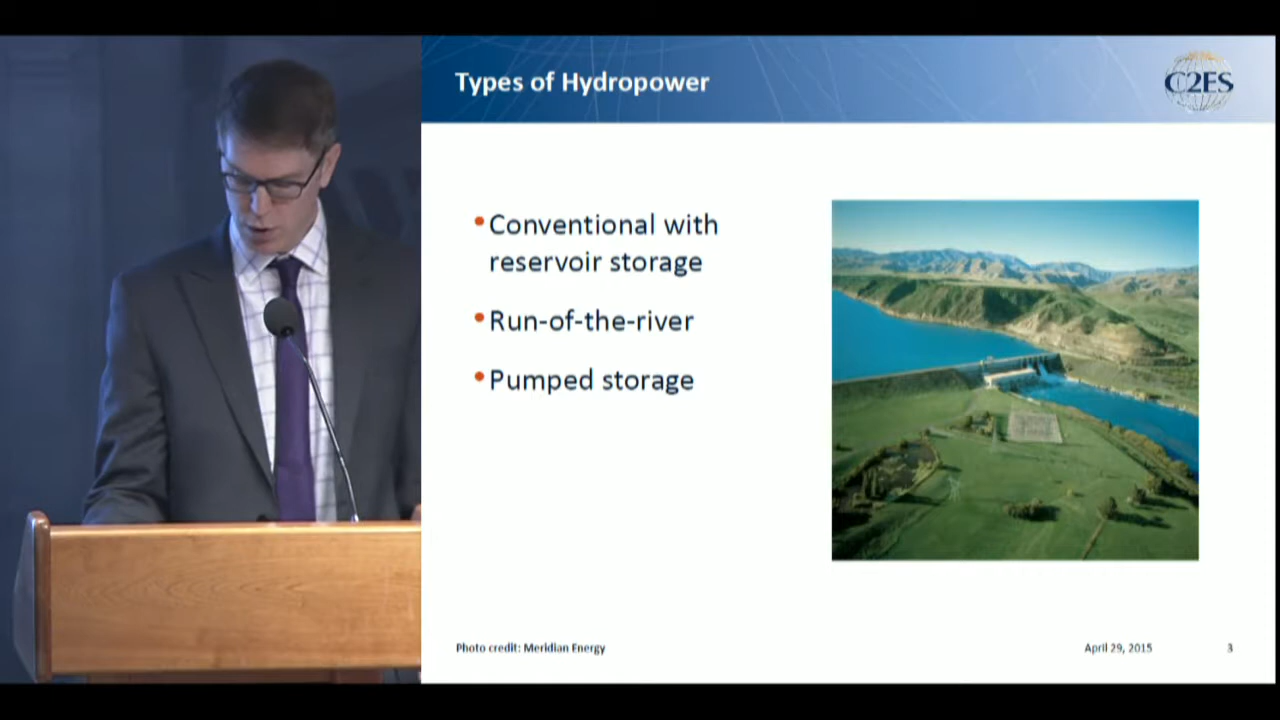 Types of Hydropower
C2ES
•Conventional with
reservoir storage
•Run-of-the-river
•Pumped storage
Photo credit: Meridian Energy
April 29, 2015
3